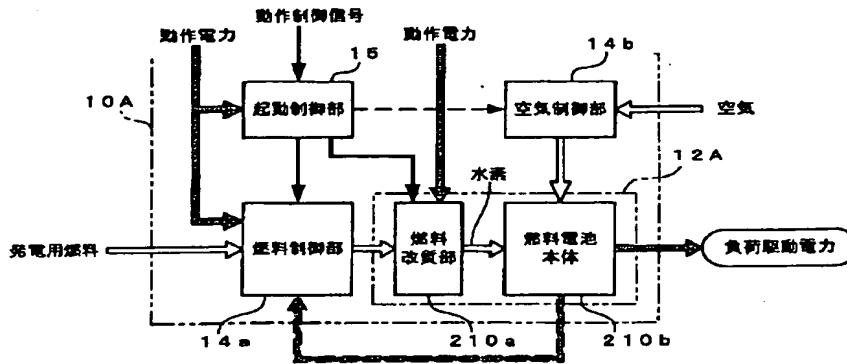 動作制御信号
動作電力
動作電力
15
14b
10A
起動制御部
空気制御部
空気
12A
水素
発電用燃料
燃料制御部
燃料
改質部
燃料電池
本体
負荷駆動電力
14a
210a
210b